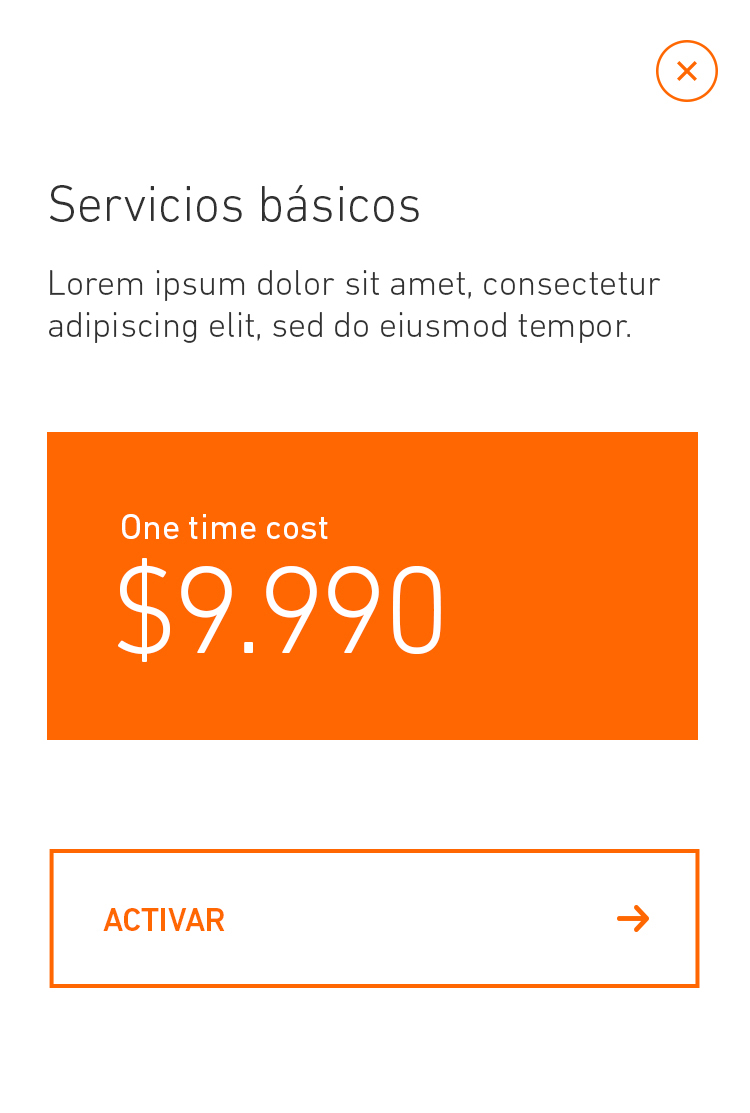 Servicios básicos
Lorem ipsum dolor sit amet, consectetur
adipiscing elit, sed do eiusmod tempor.
One time cost
$9.990
ACTIVAR